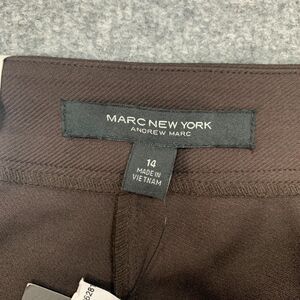 MARC NEW YORK
ANDREW MARC
14
MADE IN
VIETNAM